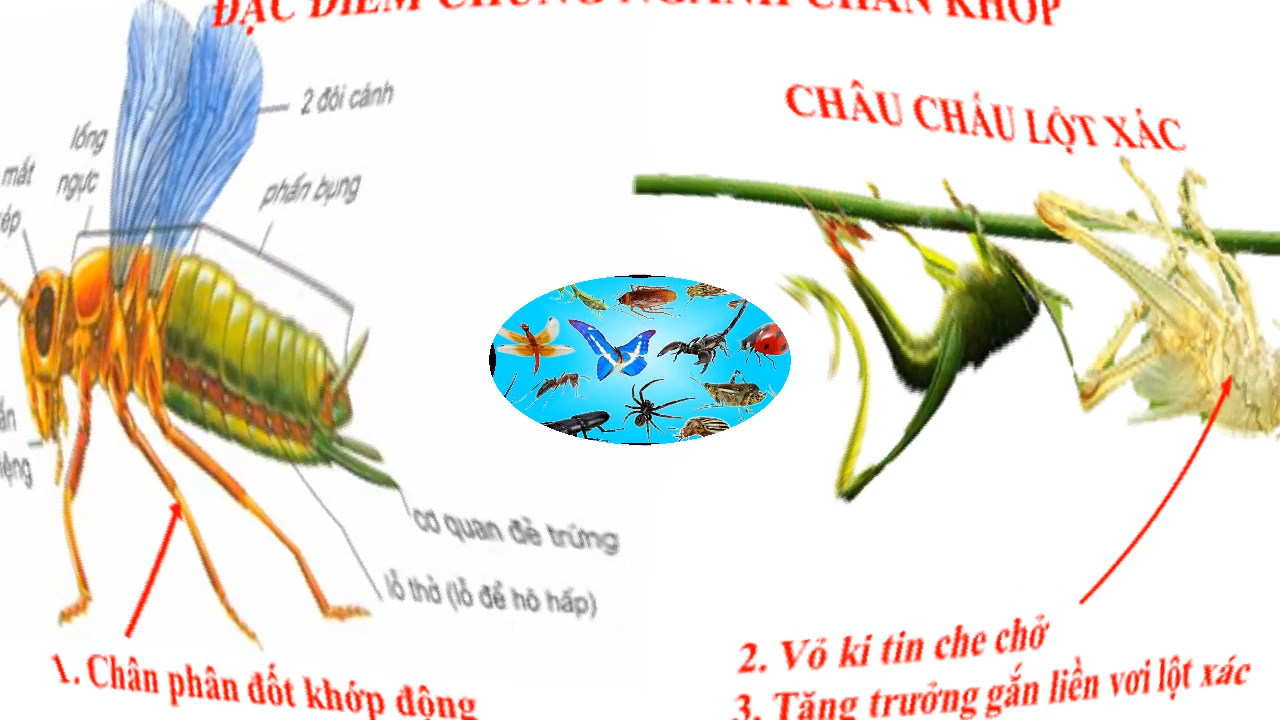 ĐẶC ĐIỂM CHUNG NGÀNH CHÂN KHỚP
2 đôi cánh
lồng
ngực
mắt
phần bụng
CHÂU CHẤU LỘT XÁC
cơ quan đẻ trứng
lỗ thở (lỗ để hô hấp)
1. Chân phân đốt khớp động
2. Vỏ ki tin che chở
3. Tăng trưởng gắn liền vơi lột xác